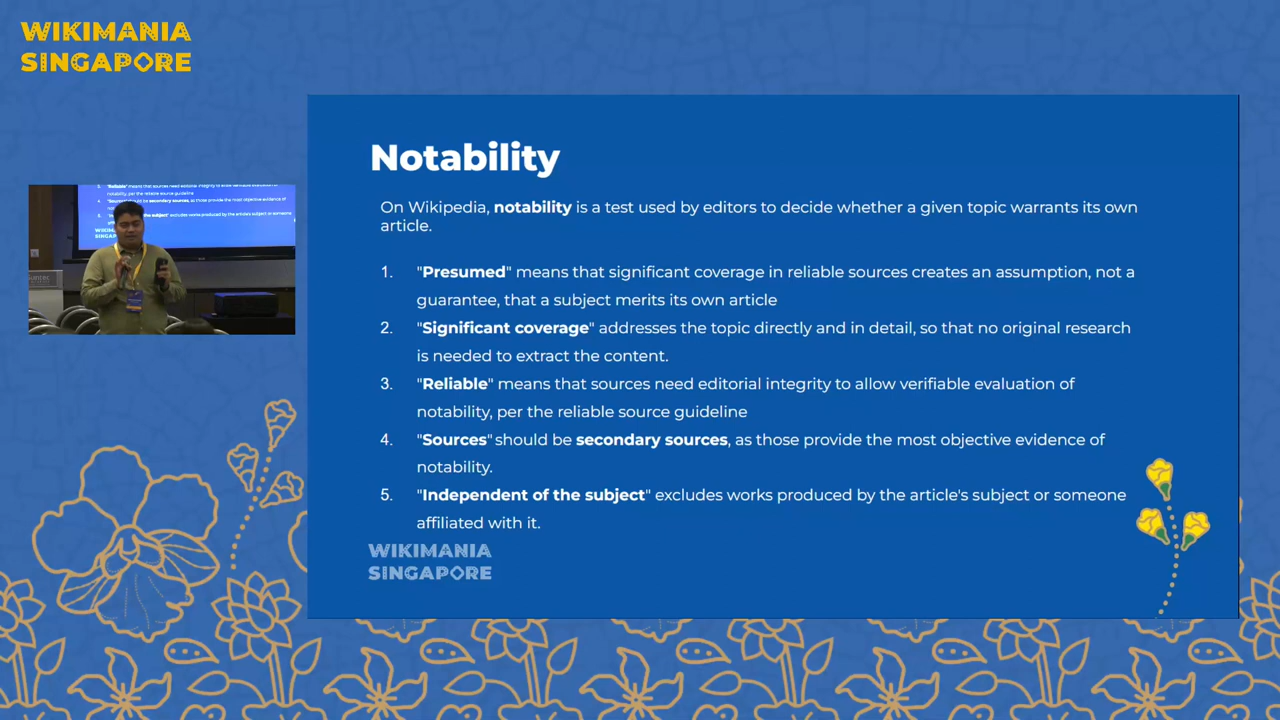 WIKIMANIA
SINGAPORE
Notability
On Wikipedia, notability is a test used by editors to decide whether a given topic warrants its own
article.
1. "Presumed" means that significant coverage in reliable sources creates an assumption, not a
guarantee, that a subject merits its own article
2. "Significant coverage" addresses the topic directly and in detail, so that no original research
is needed to extract the content.
3. "Reliable" means that sources need editorial integrity to allow verifiable evaluation of
notability, per the reliable source guideline
4. "Sources" should be secondary sources, as those provide the most objective evidence of
notability.
5. "Independent of the subject" excludes works produced by the article's subject or someone
affiliated with it.
WIKIMANIA
SINGAPORE